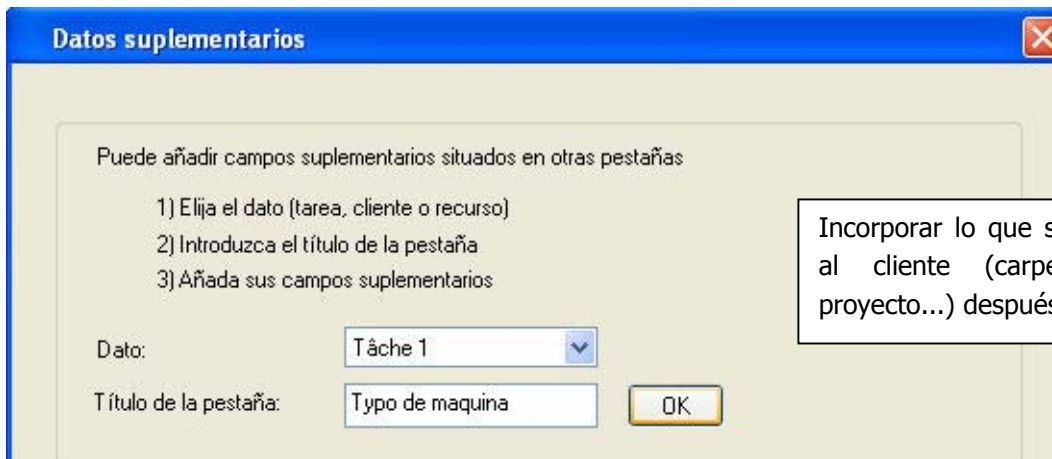 Datos suplementarios
Puede añadir campos suplementarios situados en otras pestañas
1) Elija el dato (tarea, cliente o recurso)
2) Introduzca el título de la pestaña
3) Añada sus campos suplementarios
Incorporar lo que
al cliente
proyecto...) después
Dato:
Tâche 1
Título de la pestaña:
Typo de maquina
OK